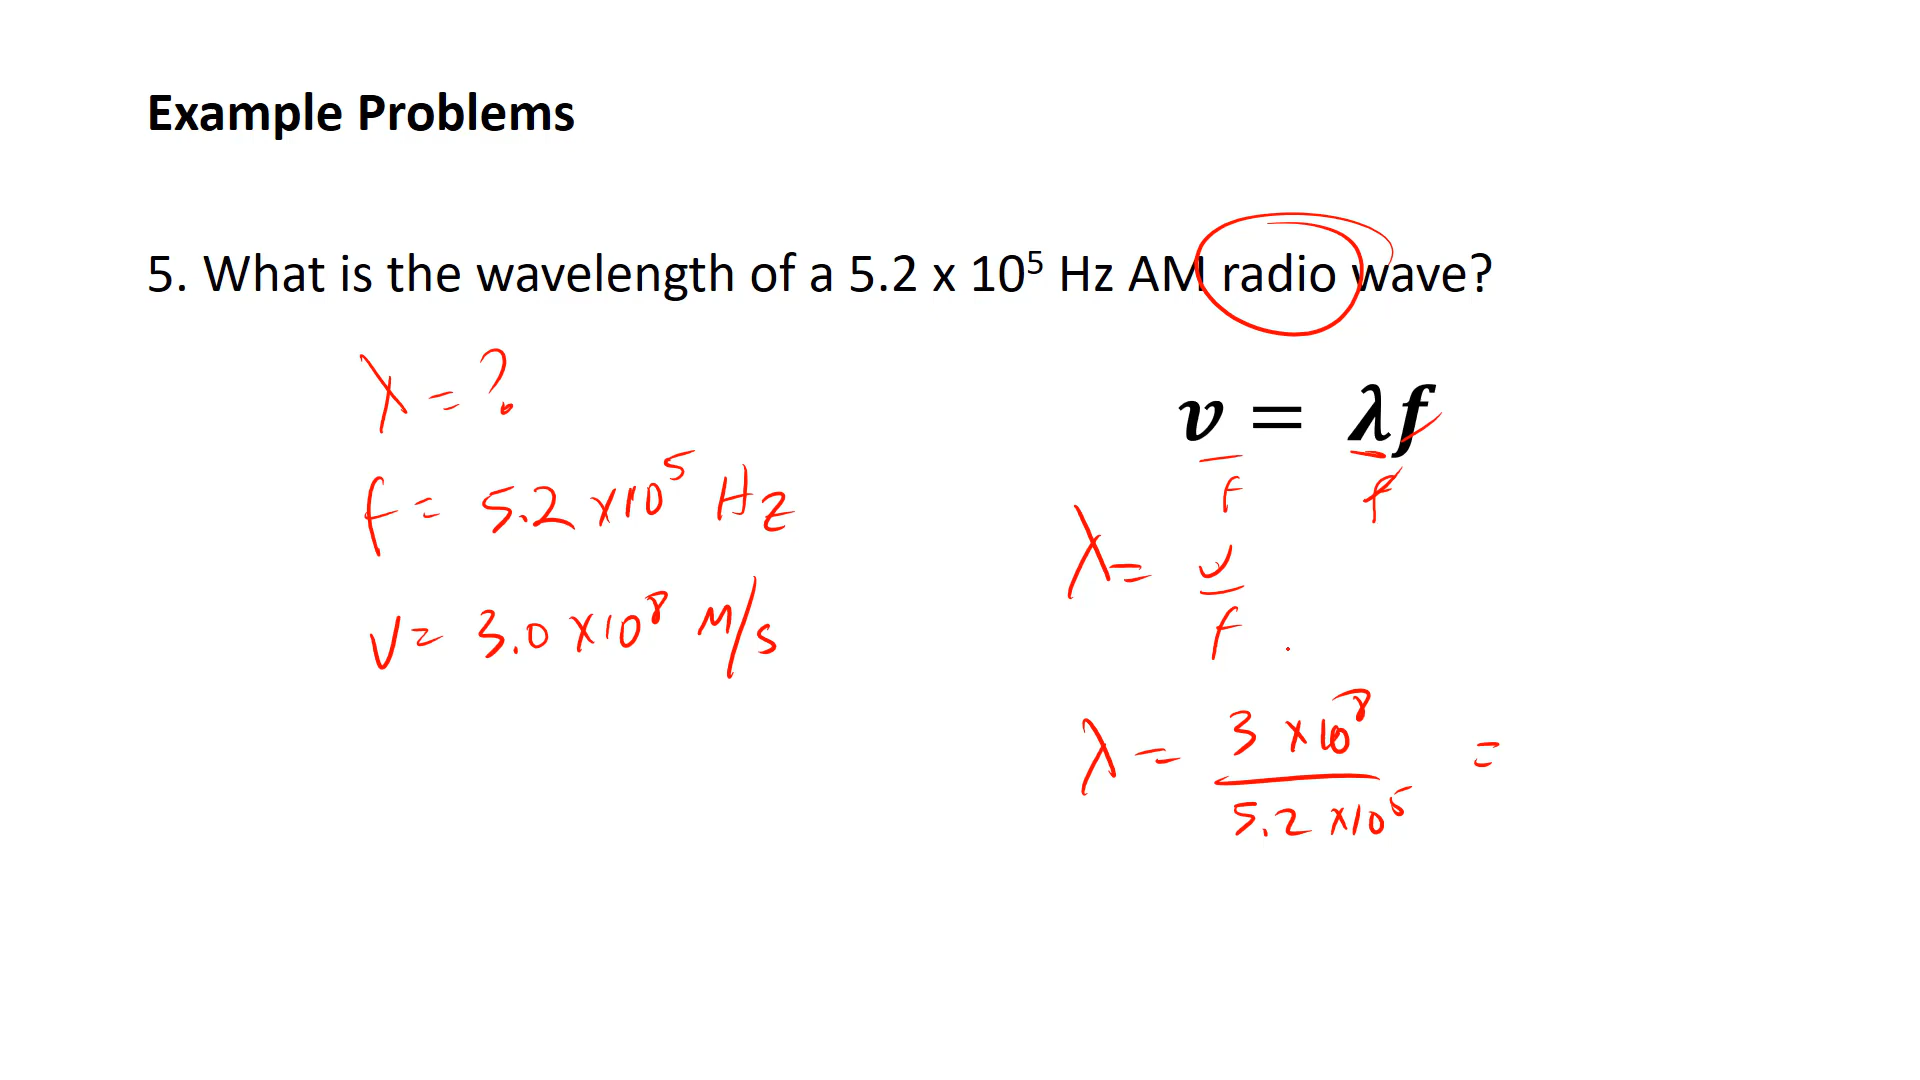 Example Problems
5. What is the wavelength of a 5.2 x 10⁵ Hz AM radio wave?
λ = ?
f = 5.2 x10⁵ Hz
v = 3.0 x10⁸ m/s
v = λf
f f
λ = v/f
λ = 3 x10⁸ / 5.2 x10⁵ =